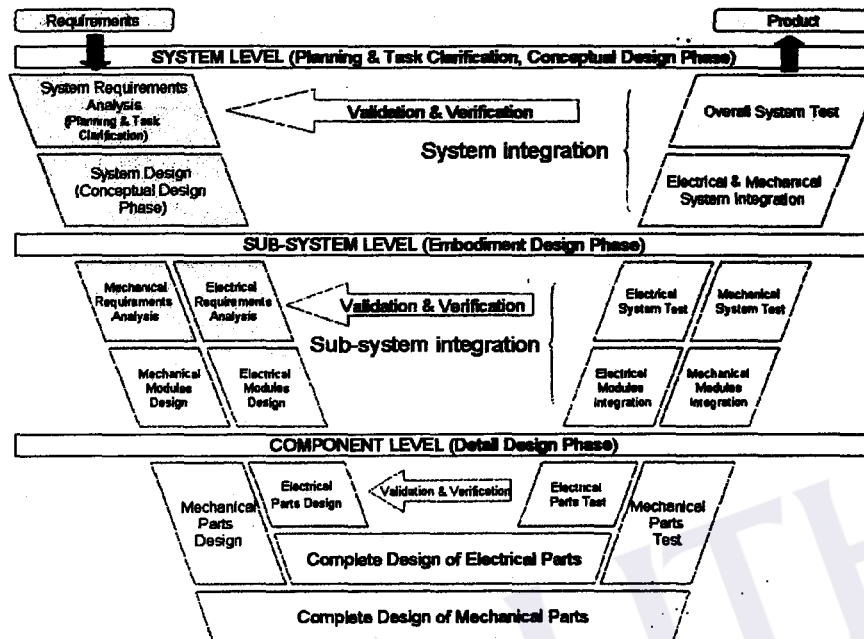 Requirements
Product
SYSTEM LEVEL (Planning & Task Clarification, Conceptual Design Phase)
System Requirements
Analysis
(Planning & Task
Clarification)
Validation & Verification
Overall System Test
System integration
System Design
(Conceptual Design
Phase)
Electrical & Mechanical
System Integration
SUB-SYSTEM LEVEL (Embodiment Design Phase)
Mechanical
Requirements
Analysis
Electrical
Requirements
Analysis
Validation & Verification
Electrical
System Test
Mechanical
System Test
Sub-system integration
Mechanical
Modules
Design
Electrical
Modules
Design
Electrical
Modules
Integration
Mechanical
Modules
Integration
COMPONENT LEVEL (Detail Design Phase)
Mechanical
Parts
Design
Electrical
Parts Design
Validation & Verification
Electrical
Parts Test
Mechanical
Parts
Test
Complete Design of Electrical Parts
Complete Design of Mechanical Parts
UTH